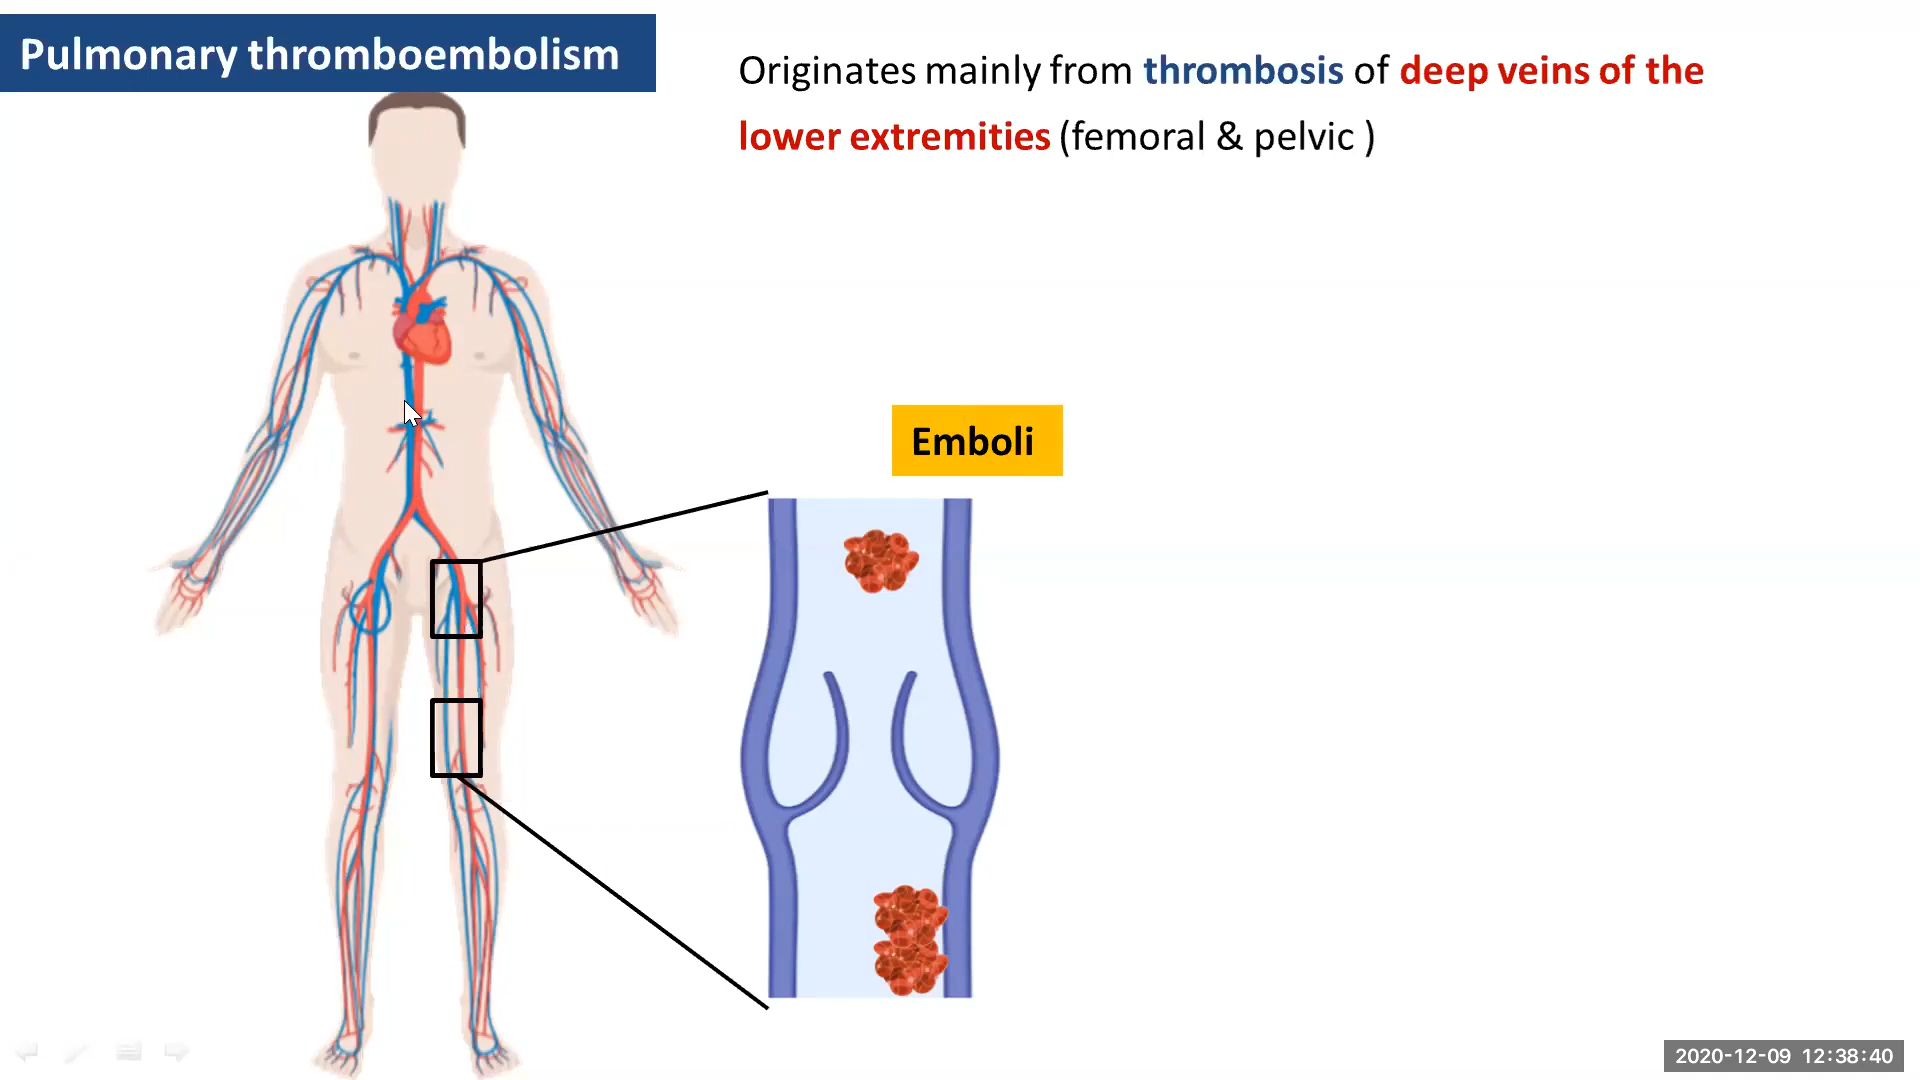 Pulmonary thromboembolism
Originates mainly from thrombosis of deep veins of the
lower extremities (femoral & pelvic )
Emboli
2020-12-09 12:38:40